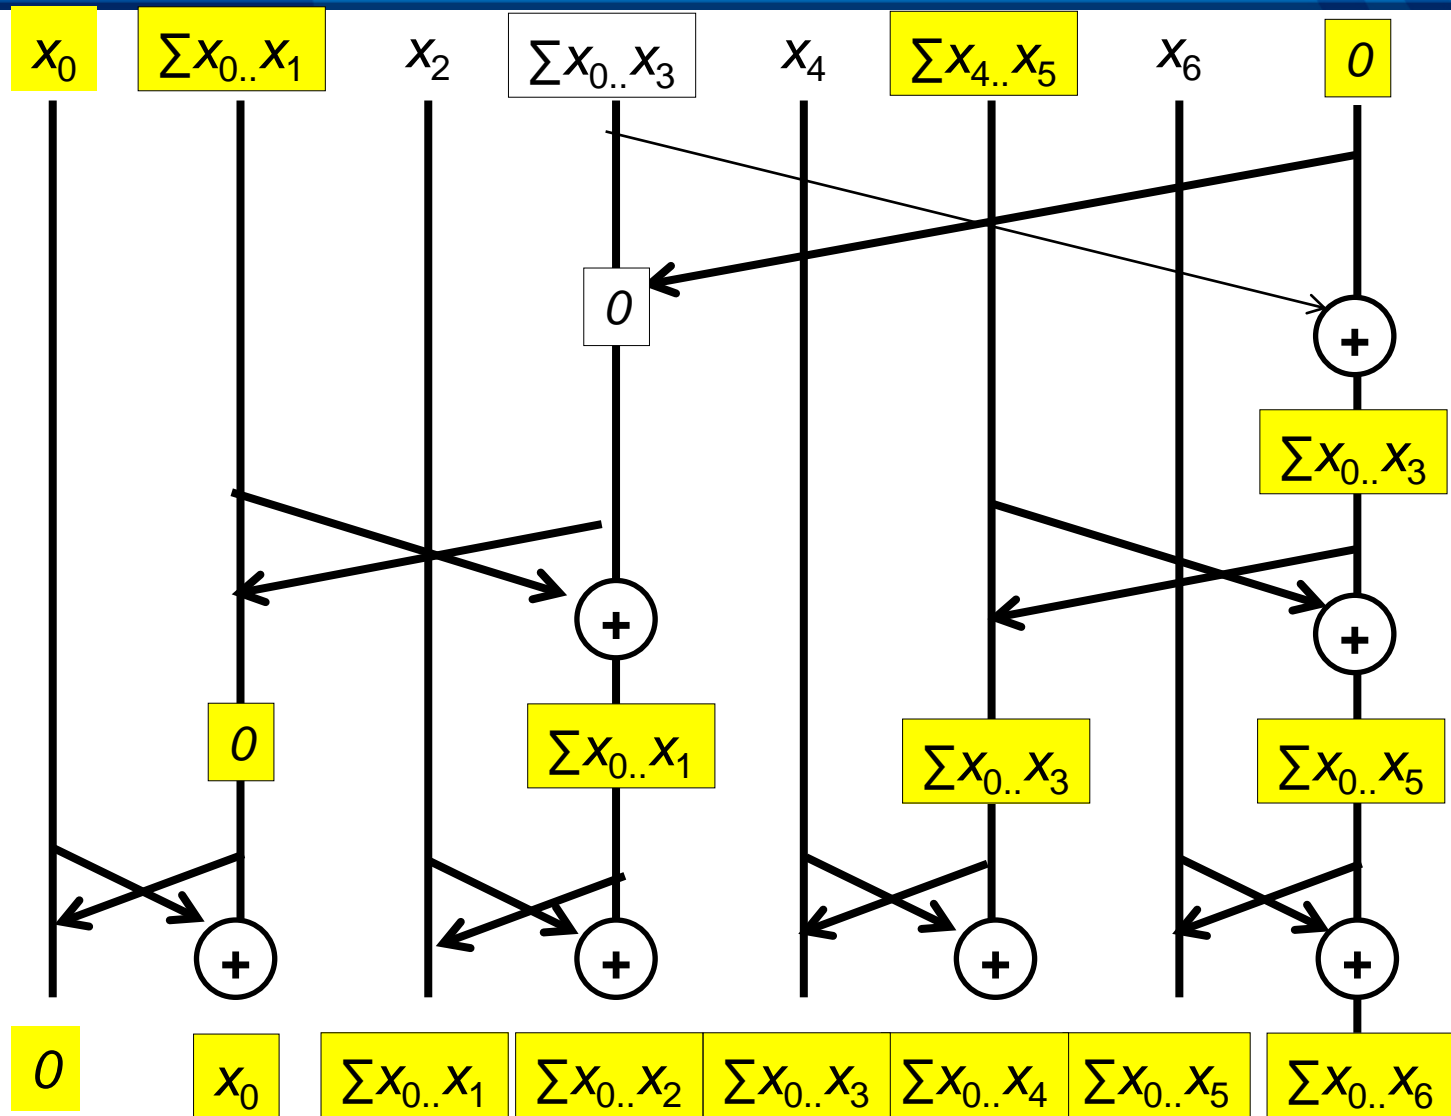 x₀ ∑x₀..x₁ x₂ ∑x₀..x₃ x₄ ∑x₄..x₅ x₆ 0
0
+
∑x₀..x₃
+ +
0 ∑x₀..x₁ ∑x₀..x₃ ∑x₀..x₅
+ + + +
0 x₀ ∑x₀..x₁ ∑x₀..x₂ ∑x₀..x₃ ∑x₀..x₄ ∑x₀..x₅ ∑x₀..x₆